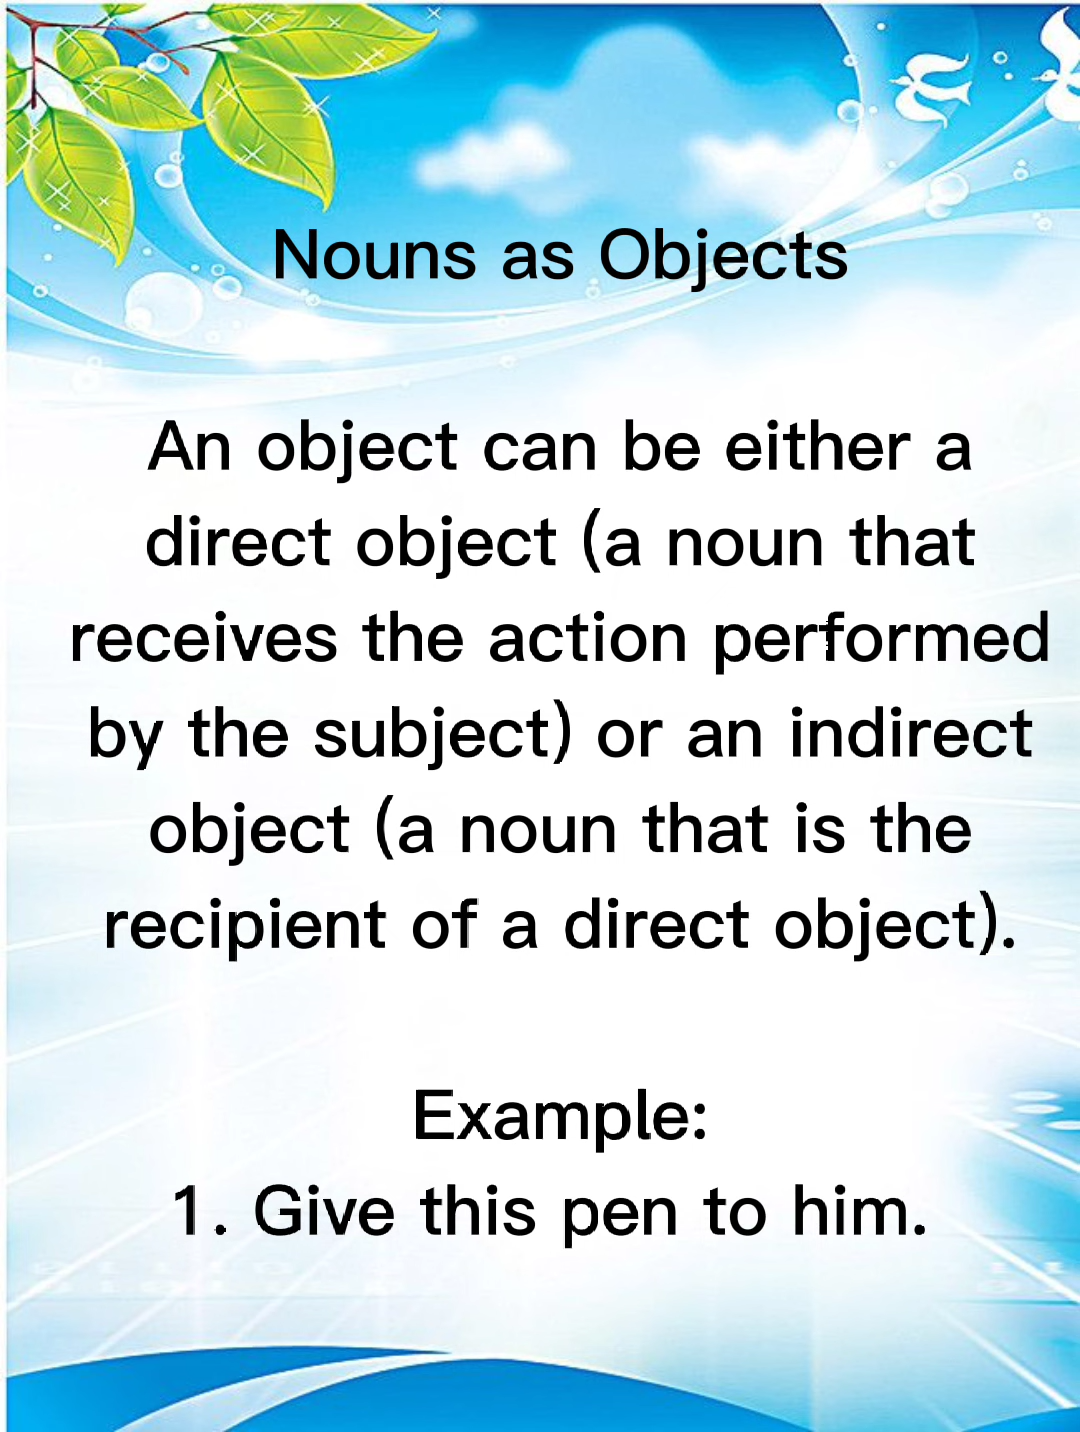 Nouns as Objects
An object can be either a
direct object (a noun that
receives the action performed
by the subject) or an indirect
object (a noun that is the
recipient of a direct object).
Example:
1. Give this pen to him.